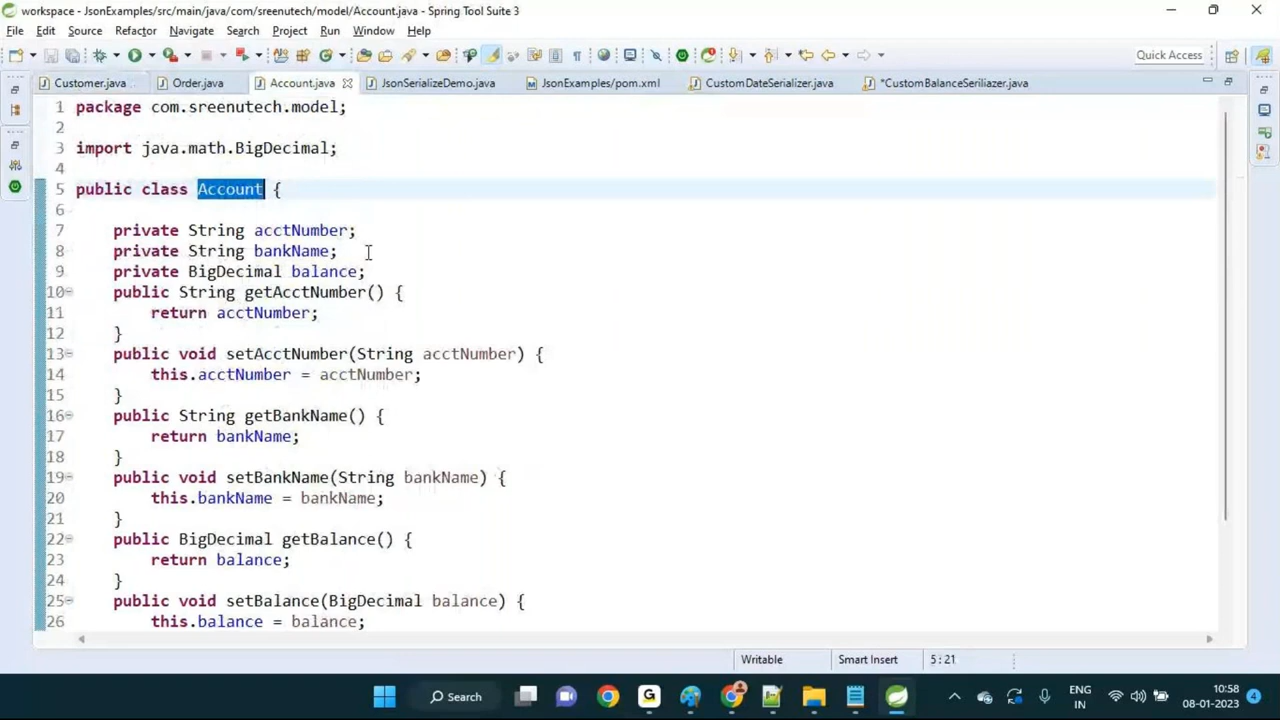 workspace - JsonExamples/src/main/java/com/sreenutech/model/Account.java - Spring Tool Suite 3
File Edit Source Refactor Navigate Search Project Run Window Help
Quick Access
Customer.java Order.java Account.java JsonSerializeDemo.java JsonExamples/pom.xml CustomDateSerializer.java *CustomBalanceSeriliazer.java
1 package com.sreenutech.model;
2
3 import java.math.BigDecimal;
4
5 public class Account {
6
7 private String acctNumber;
8 private String bankName;
9 private BigDecimal balance;
10 public String getAcctNumber() {
11 return acctNumber;
12 }
13 public void setAcctNumber(String acctNumber) {
14 this.acctNumber = acctNumber;
15 }
16 public String getBankName() {
17 return bankName;
18 }
19 public void setBankName(String bankName) {
20 this.bankName = bankName;
21 }
22 public BigDecimal getBalance() {
23 return balance;
24 }
25 public void setBalance(BigDecimal balance) {
26 this.balance = balance;
Writable Smart Insert 5 : 21
Search
ENG
IN
10:58
08-01-2023
4